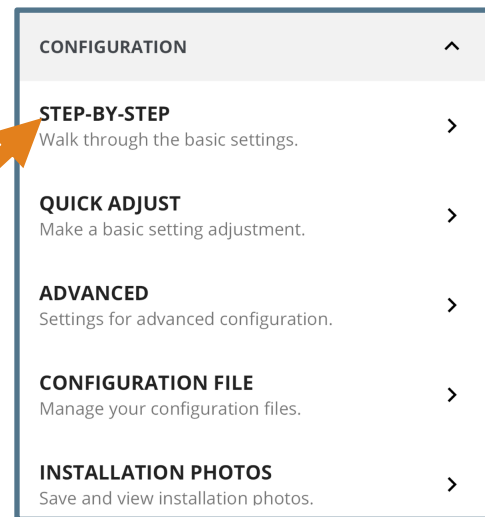 CONFIGURATION
STEP-BY-STEP
Walk through the basic settings.
QUICK ADJUST
Make a basic setting adjustment.
ADVANCED
Settings for advanced configuration.
CONFIGURATION FILE
Manage your configuration files.
INSTALLATION PHOTOS
Save and view installation photos.